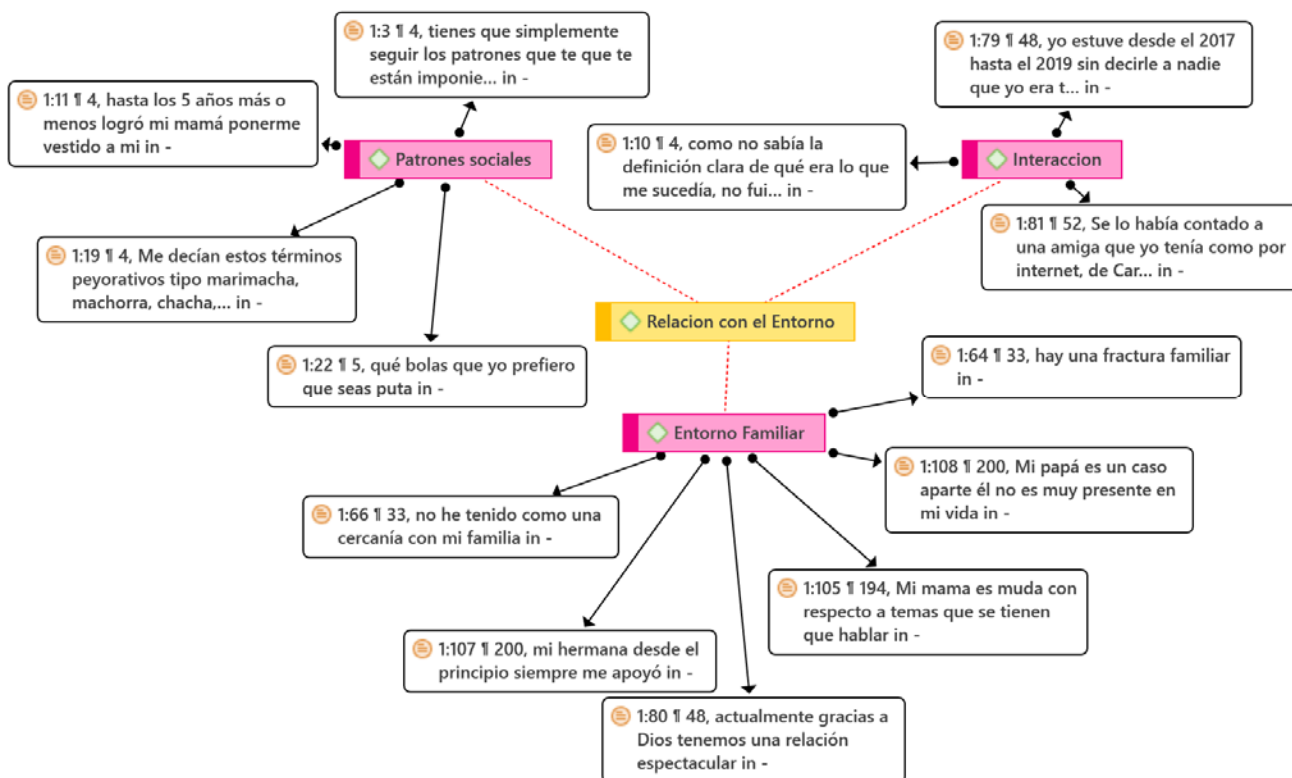 1:3 ¶ 4, tienes que simplemente
seguir los patrones que te que te
están imponie... in -
1:79 ¶ 48, yo estuve desde el 2017
hasta el 2019 sin decirle a nadie
que yo era t... in -
1:11 ¶ 4, hasta los 5 años más o
menos logró mi mamá ponerme
vestido a mi in -
Patrones sociales
1:10 ¶ 4, como no sabía la
definición clara de qué era lo que
me sucedía, no fui... in -
Interaccion
1:19 ¶ 4, Me decían estos términos
peyorativos tipo marimacha,
machorra, chacha,... in -
1:81 ¶ 52, Se lo había contado a
una amiga que yo tenía como por
internet, de Car... in -
Relacion con el Entorno
1:22 ¶ 5, qué bolas que yo prefiero
que seas puta in -
1:64 ¶ 33, hay una fractura familiar
in -
Entorno Familiar
1:108 ¶ 200, Mi papá es un caso
aparte él no es muy presente en
mi vida in -
1:66 ¶ 33, no he tenido como una
cercanía con mi familia in -
1:105 ¶ 194, Mi mama es muda con
respecto a temas que se tienen
que hablar in -
1:107 ¶ 200, mi hermana desde el
principio siempre me apoyó in -
1:80 ¶ 48, actualmente gracias a
Dios tenemos una relación
espectacular in -